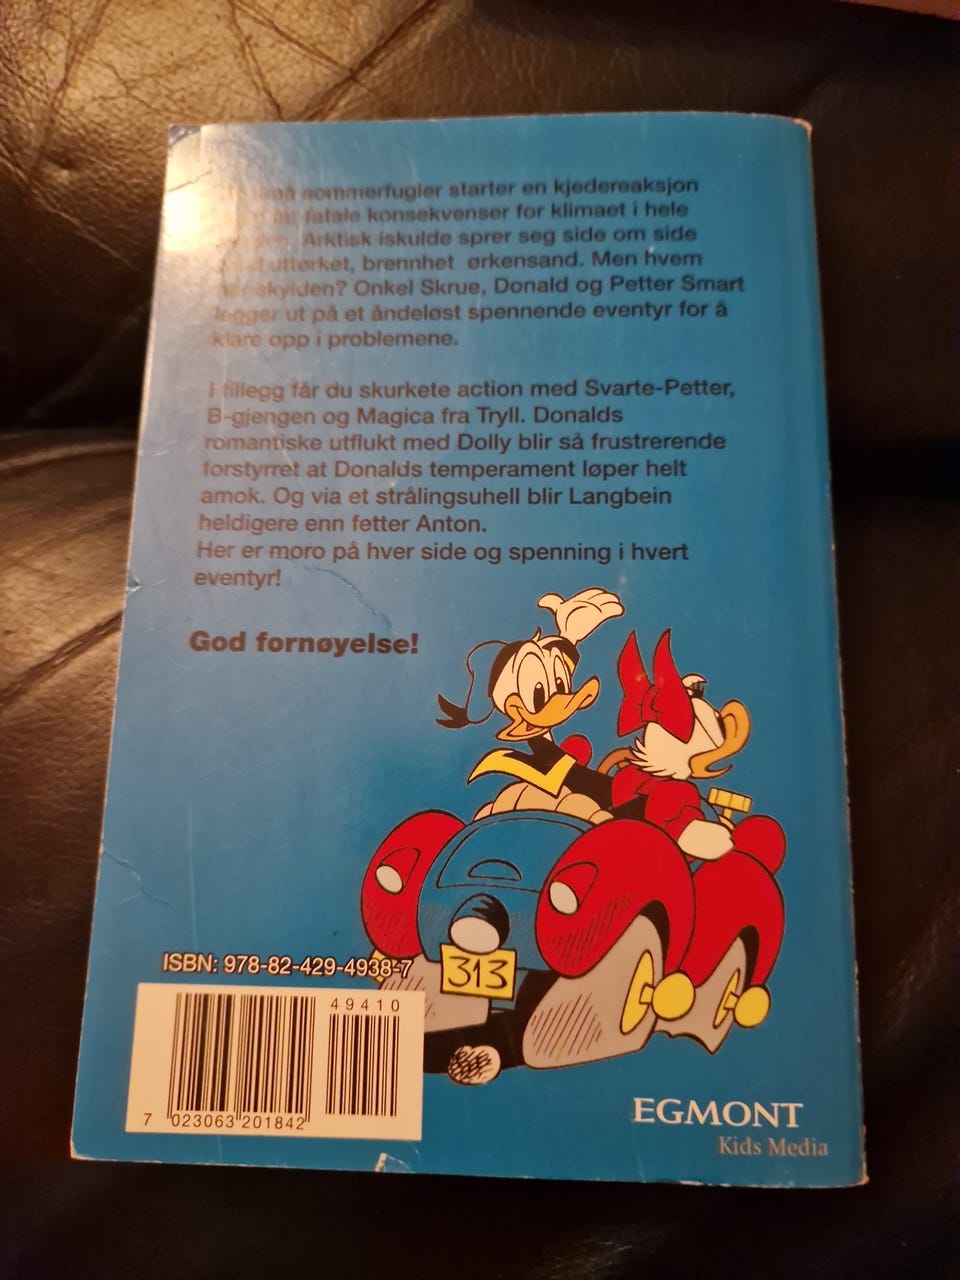 små sommerfugler starter en kjedereaksjon
får fatale konsekvenser for klimaet i hele
Arktisk iskulde sprer seg side om side
uttørket, brennhet ørkensand. Men hvem
har skylden? Onkel Skrue, Donald og Petter Smart
legger ut på et åndeløst spennende eventyr for å
klare opp i problemene.
I tillegg får du skurkete action med Svarte-Petter,
B-gjengen og Magica fra Tryll. Donalds
romantiske utflukt med Dolly blir så frustrerende
forstyrret at Donalds temperament løper helt
amok. Og via et strålingsuhell blir Langbein
heldigere enn fetter Anton.
Her er moro på hver side og spenning i hvert
eventyr!
God fornøyelse!
313
ISBN: 978-82-429-4938-7
49410
7 023063 201842
EGMONT
Kids Media